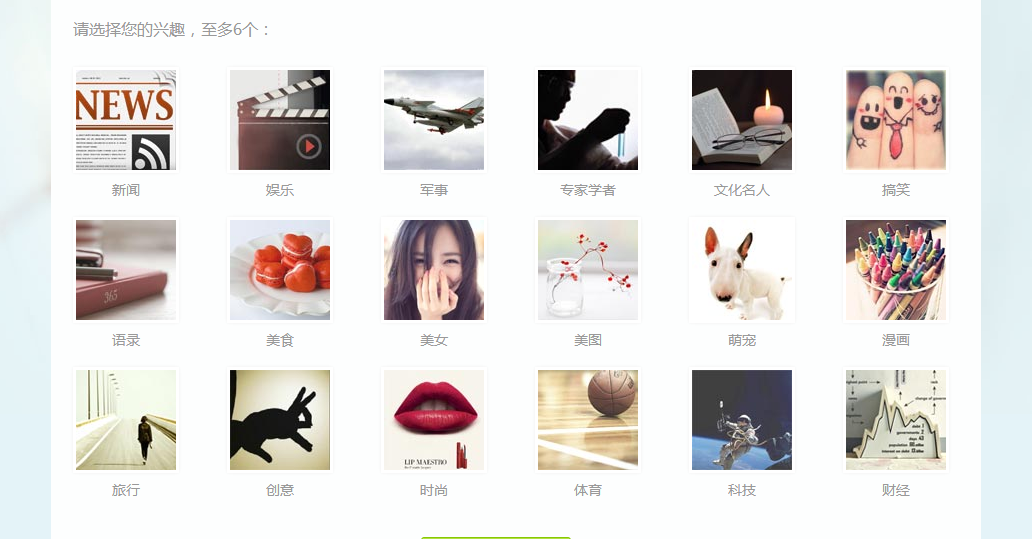 请选择您的兴趣，至多6个：
NEWS
新闻
娱乐
军事
专家学者
文化名人
搞笑
365
语录
美食
美女
美图
萌宠
漫画
LIP MAESTRO
旅行
创意
时尚
体育
科技
财经